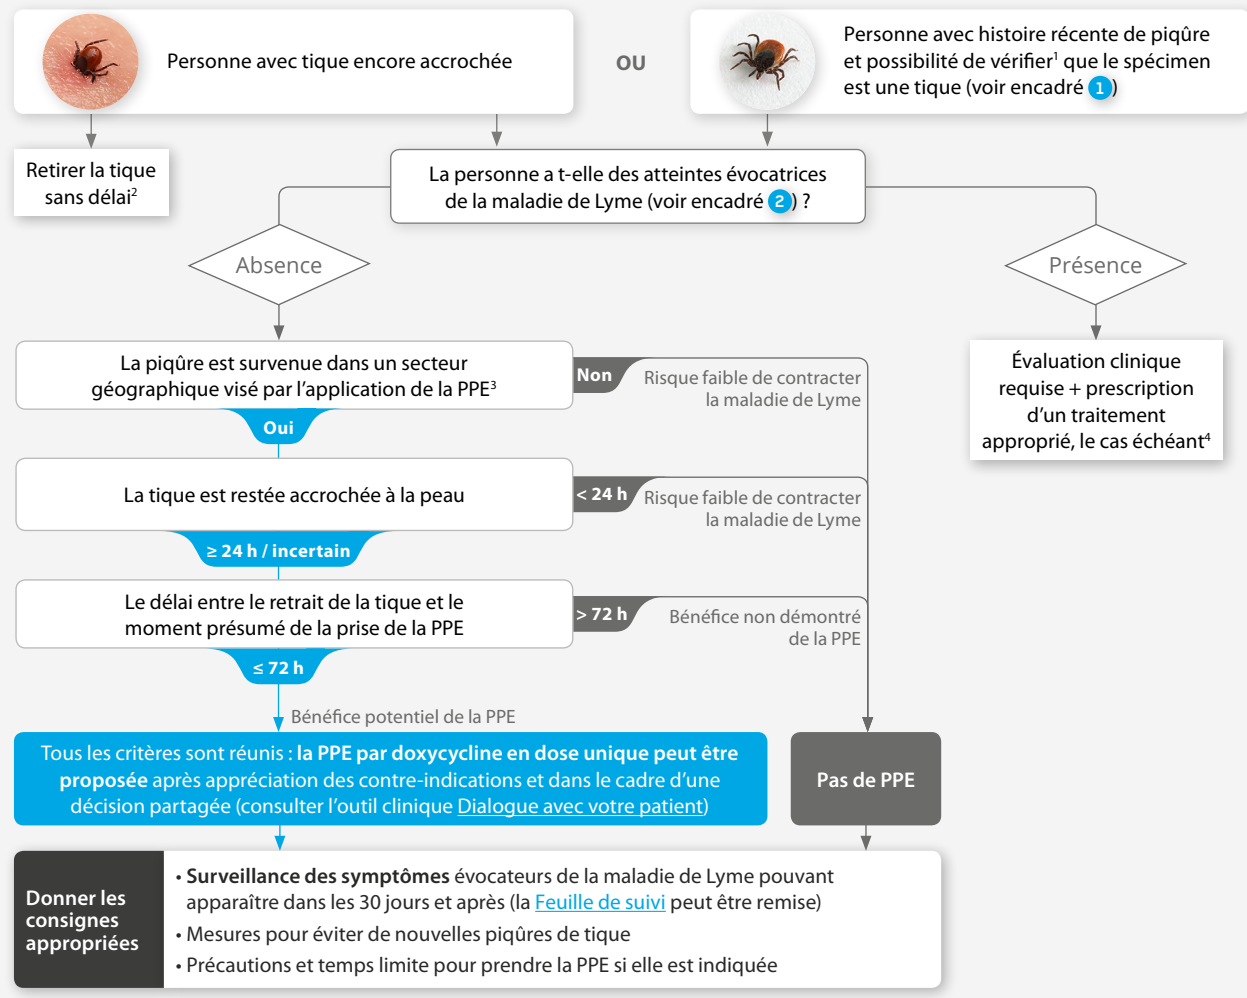 Personne avec tique encore accrochée
OU
Personne avec histoire récente de piqûre
et possibilité de vérifier¹ que le spécimen
est une tique (voir encadré 1)
Retirer la tique
sans délai²
La personne a t-elle des atteintes évocatrices
de la maladie de Lyme (voir encadré 2) ?
Absence
Présence
La piqûre est survenue dans un secteur
géographique visé par l'application de la PPE³
Non
Risque faible de contracter
la maladie de Lyme
Oui
Évaluation clinique
requise + prescription
d'un traitement
approprié, le cas échéant⁴
La tique est restée accrochée à la peau
< 24 h
Risque faible de contracter
la maladie de Lyme
≥ 24 h / incertain
Le délai entre le retrait de la tique et le
moment présumé de la prise de la PPE
> 72 h
Bénéfice non démontré
de la PPE
≤ 72 h
Bénéfice potentiel de la PPE
Tous les critères sont réunis : la PPE par doxycycline en dose unique peut être
proposée après appréciation des contre-indications et dans le cadre d'une
décision partagée (consulter l'outil clinique Dialogue avec votre patient)
Pas de PPE
Donner les
consignes
appropriées
• Surveillance des symptômes évocateurs de la maladie de Lyme pouvant
apparaître dans les 30 jours et après (la Feuille de suivi peut être remise)
• Mesures pour éviter de nouvelles piqûres de tique
• Précautions et temps limite pour prendre la PPE si elle est indiquée